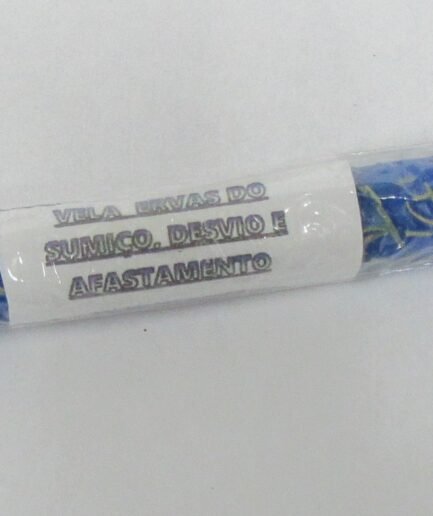 VELA ERVAS DO
SUMIÇO, DESVIO E
AFASTAMENTO